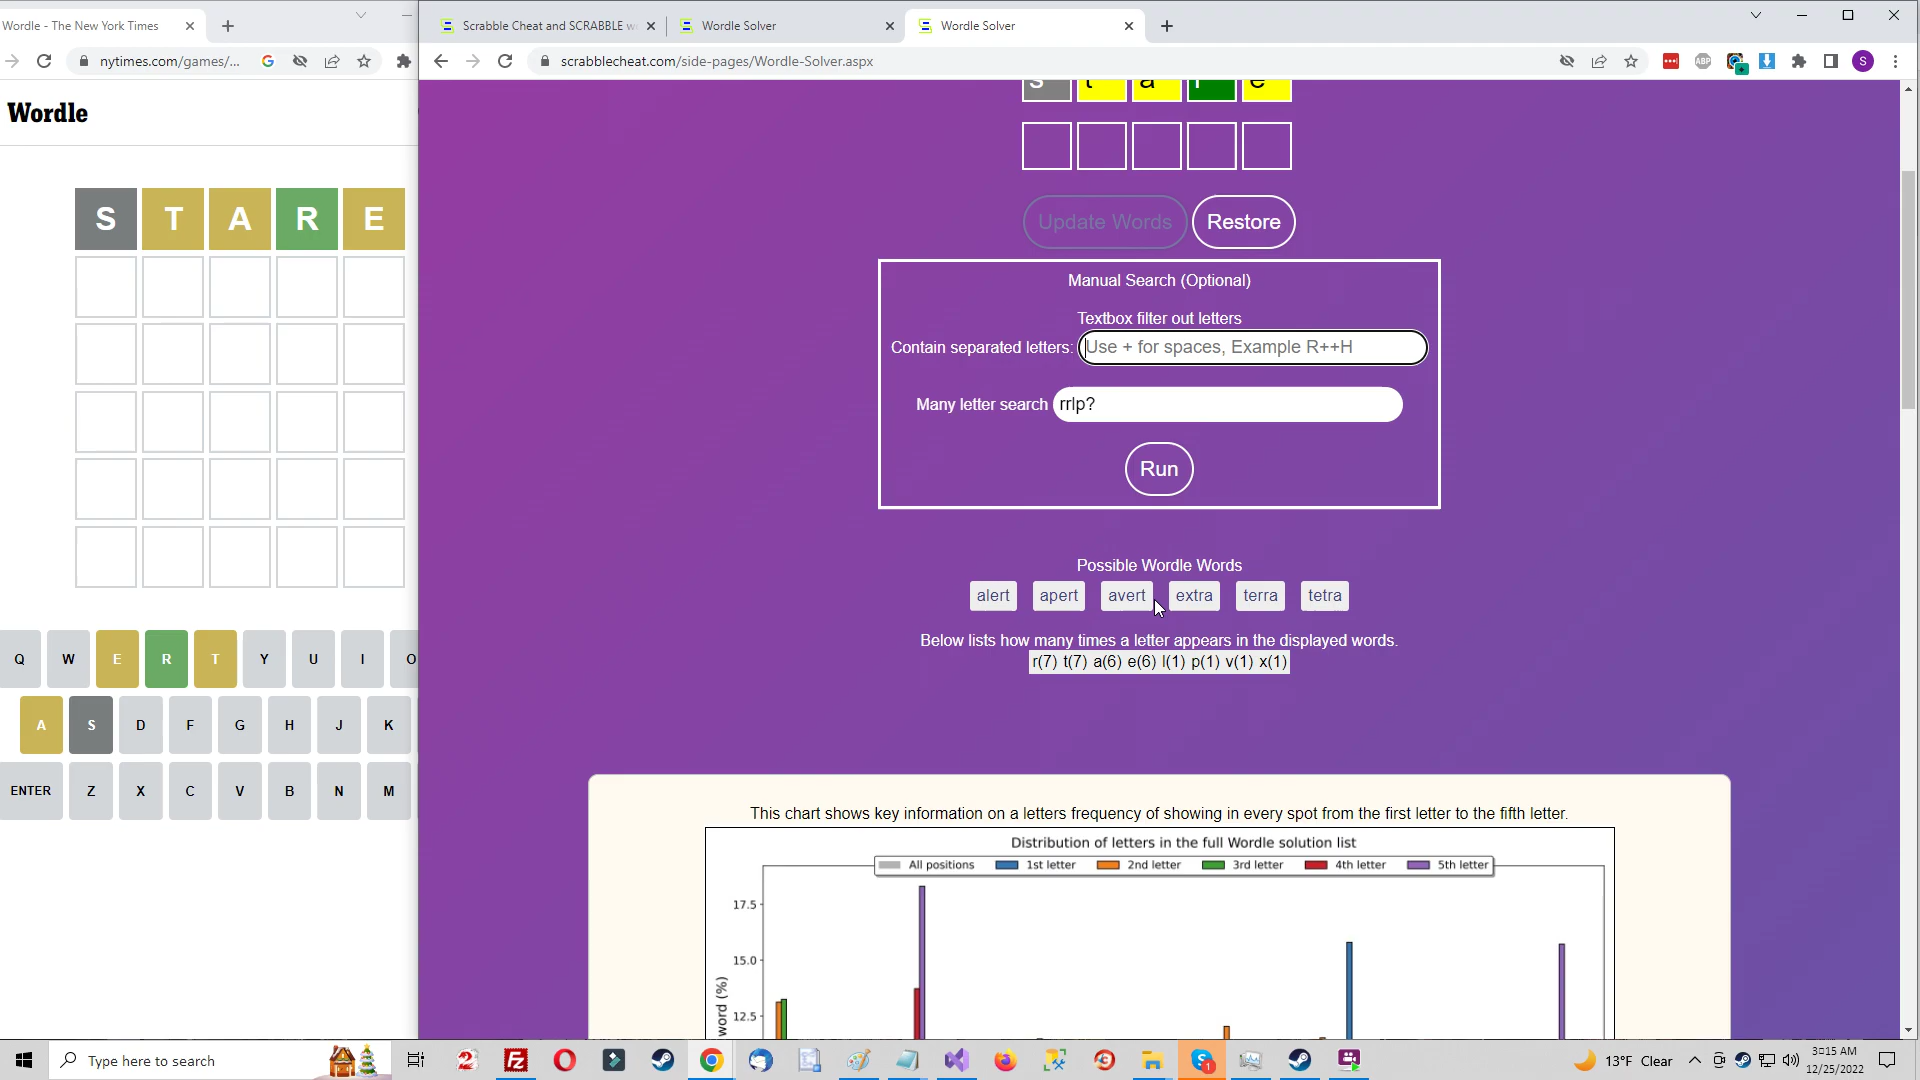 Wordle - The New York Times
Scrabble Cheat and SCRABBLE w
Wordle Solver
Wordle Solver
nytimes.com/games/...
scrabblecheat.com/side-pages/Wordle-Solver.aspx
ABP
S
Wordle
S T A R E
Q W E R T Y U I O
A S D F G H J K
ENTER Z X C V B N M
Update Words
Restore
Manual Search (Optional)
Textbox filter out letters
Contain separated letters: Use + for spaces, Example R++H
Many letter search rrlp?
Run
Possible Wordle Words
alert apert avert extra terra tetra
Below lists how many times a letter appears in the displayed words.
r(7) t(7) a(6) e(6) l(1) p(1) v(1) x(1)
This chart shows key information on a letters frequency of showing in every spot from the first letter to the fifth letter.
Distribution of letters in the full Wordle solution list
All positions 1st letter 2nd letter 3rd letter 4th letter 5th letter
17.5
15.0
12.5
word (%)
Type here to search
13°F Clear
3:15 AM
12/25/2022